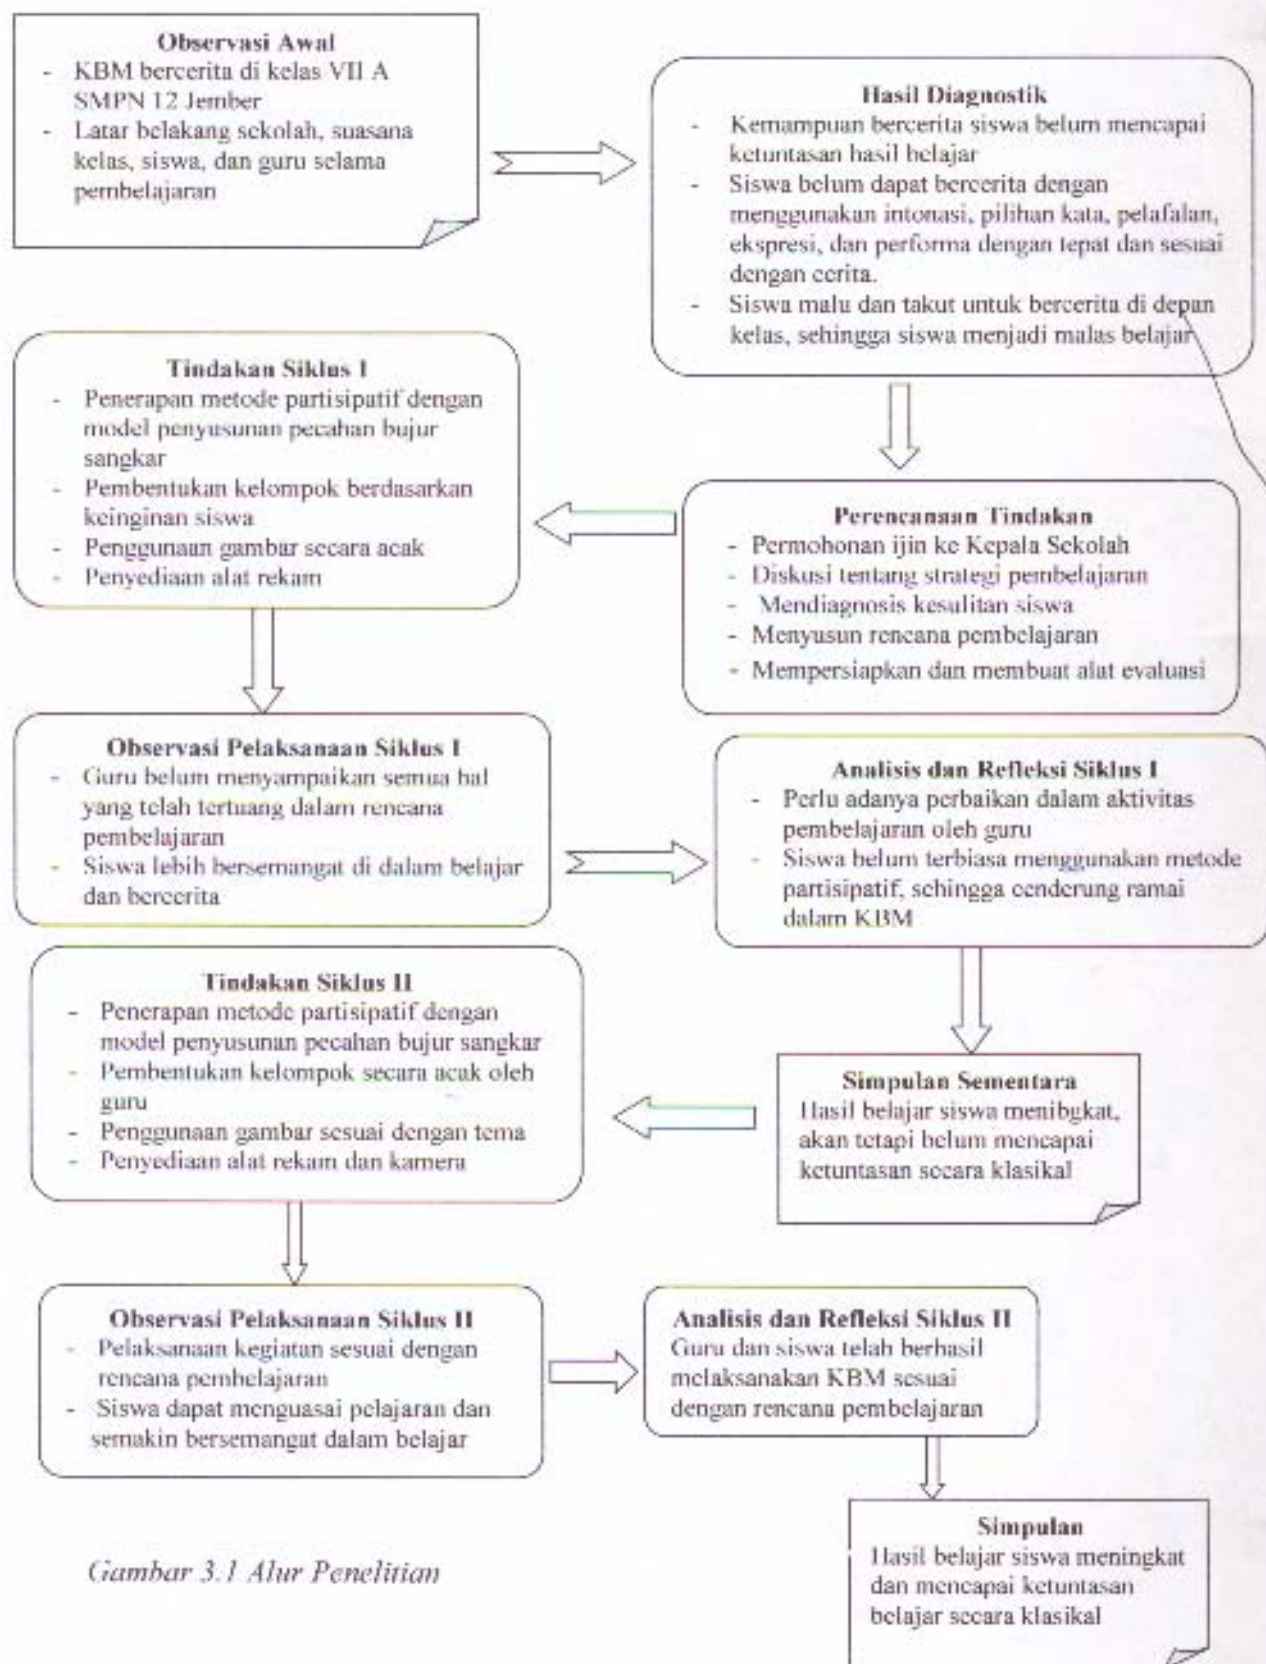 Observasi Awal
- KBM bercerita di kelas VII A
SMPN 12 Jember
- Latar belakang sekolah, suasana
kelas, siswa, dan guru selama
pembelajaran
Hasil Diagnostik
- Kemampuan bercerita siswa belum mencapai
ketuntasan hasil belajar
- Siswa belum dapat bercerita dengan
menggunakan intonasi, pilihan kata, pelafalan,
ekspresi, dan performa dengan tepat dan sesuai
dengan cerita.
- Siswa malu dan takut untuk bercerita di depan
kelas, sehingga siswa menjadi malas belajar
Perencanaan Tindakan
- Permohonan ijin ke Kepala Sekolah
- Diskusi tentang strategi pembelajaran
- Mendiagnosis kesulitan siswa
- Menyusun rencana pembelajaran
- Mempersiapkan dan membuat alat evaluasi
Tindakan Siklus I
- Penerapan metode partisipatif dengan
model penyusunan pecahan bujur
sangkar
- Pembentukan kelompok berdasarkan
keinginan siswa
- Penggunaan gambar secara acak
- Penyediaan alat rekam
Observasi Pelaksanaan Siklus I
- Guru belum menyampaikan semua hal
yang telah tertuang dalam rencana
pembelajaran
- Siswa lebih bersemangat di dalam belajar
dan bercerita
Analisis dan Refleksi Siklus I
- Perlu adanya perbaikan dalam aktivitas
pembelajaran oleh guru
- Siswa belum terbiasa menggunakan metode
partisipatif, sehingga cenderung ramai
dalam KBM
Simpulan Sementara
Hasil belajar siswa menibgkat,
akan tetapi belum mencapai
ketuntasan secara klasikal
Tindakan Siklus II
- Penerapan metode partisipatif dengan
model penyusunan pecahan bujur sangkar
- Pembentukan kelompok secara acak oleh
guru
- Penggunaan gambar sesuai dengan tema
- Penyediaan alat rekam dan kamera
Observasi Pelaksanaan Siklus II
- Pelaksanaan kegiatan sesuai dengan
rencana pembelajaran
- Siswa dapat menguasai pelajaran dan
semakin bersemangat dalam belajar
Analisis dan Refleksi Siklus II
Guru dan siswa telah berhasil
melaksanakan KBM sesuai
dengan rencana pembelajaran
Simpulan
Hasil belajar siswa meningkat
dan mencapai ketuntasan
belajar secara klasikal
Gambar 3.1 Alur Penelitian